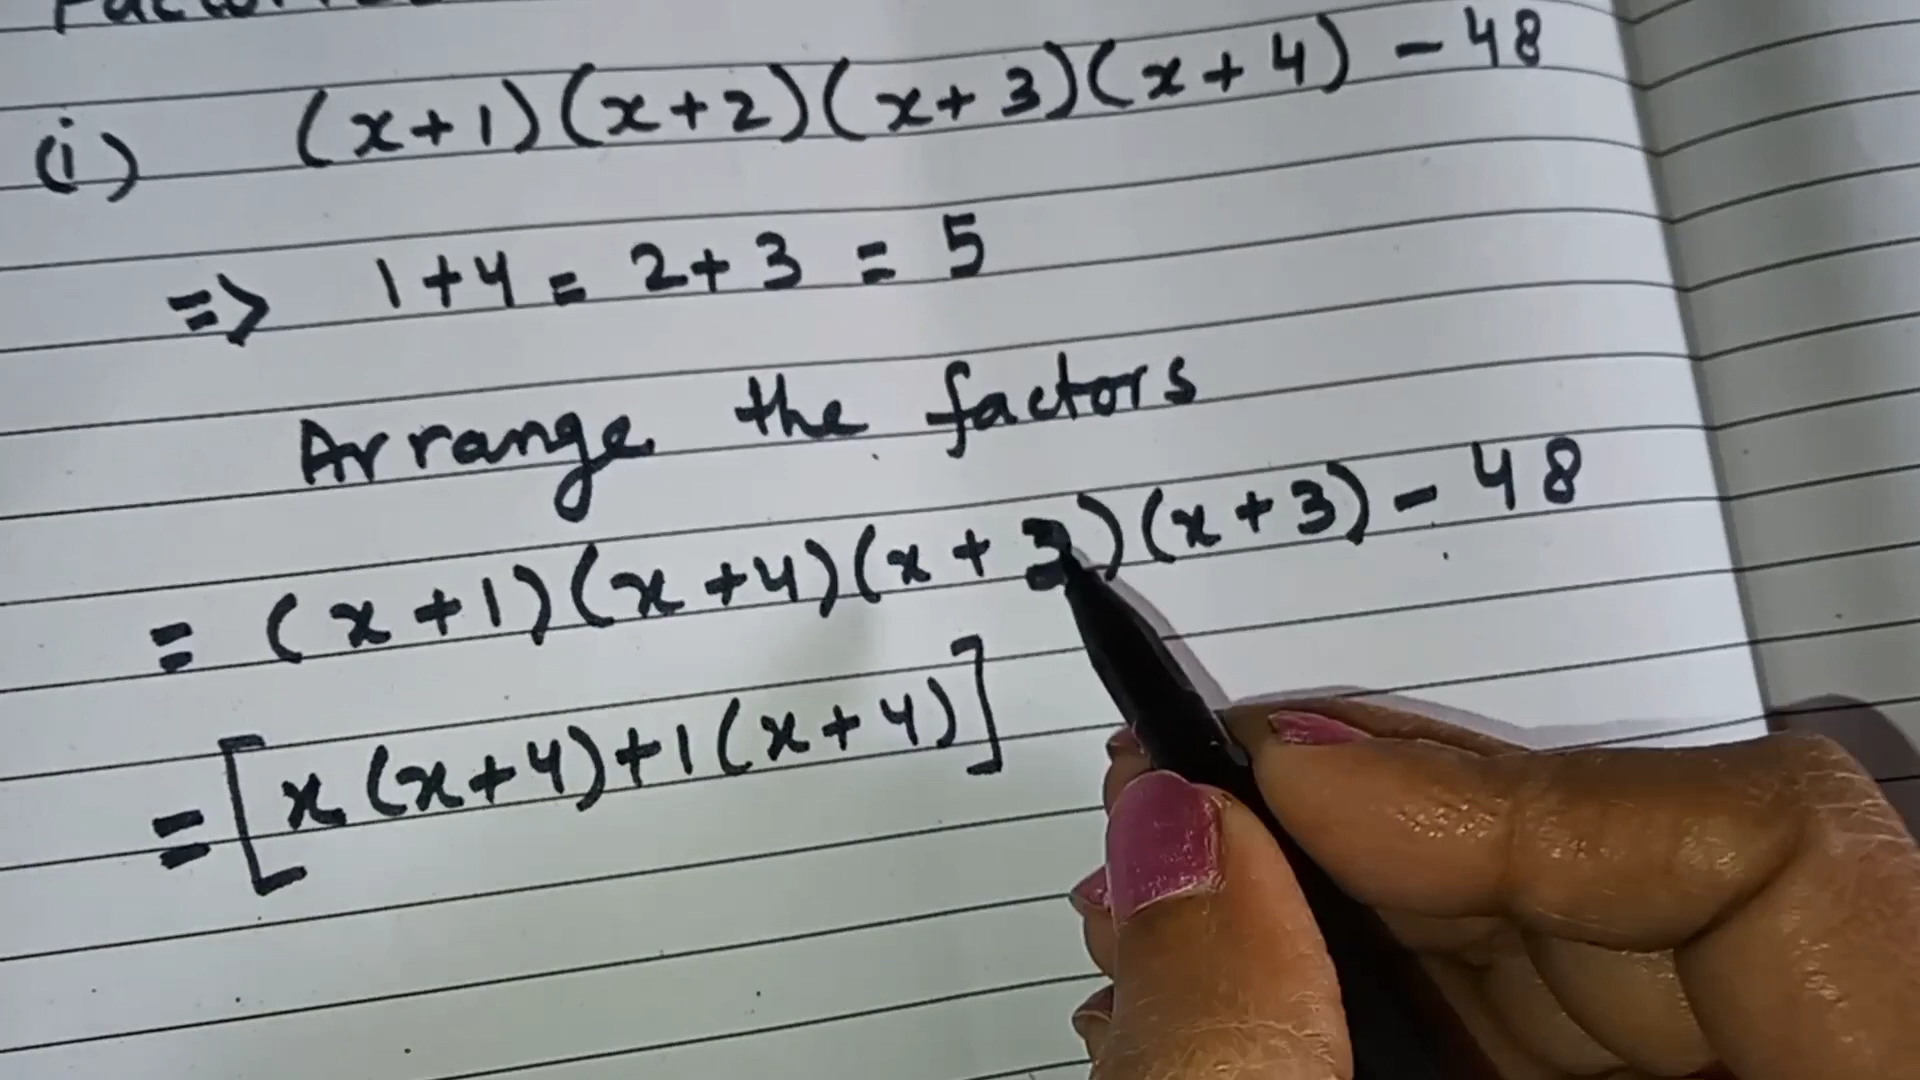 (i) (x+1)(x+2)(x+3)(x+4) - 48
=> 1+4 = 2+3 = 5
Arrange the factors
= (x+1)(x+4)(x+2)(x+3) - 48
= [x(x+4)+1(x+4)]